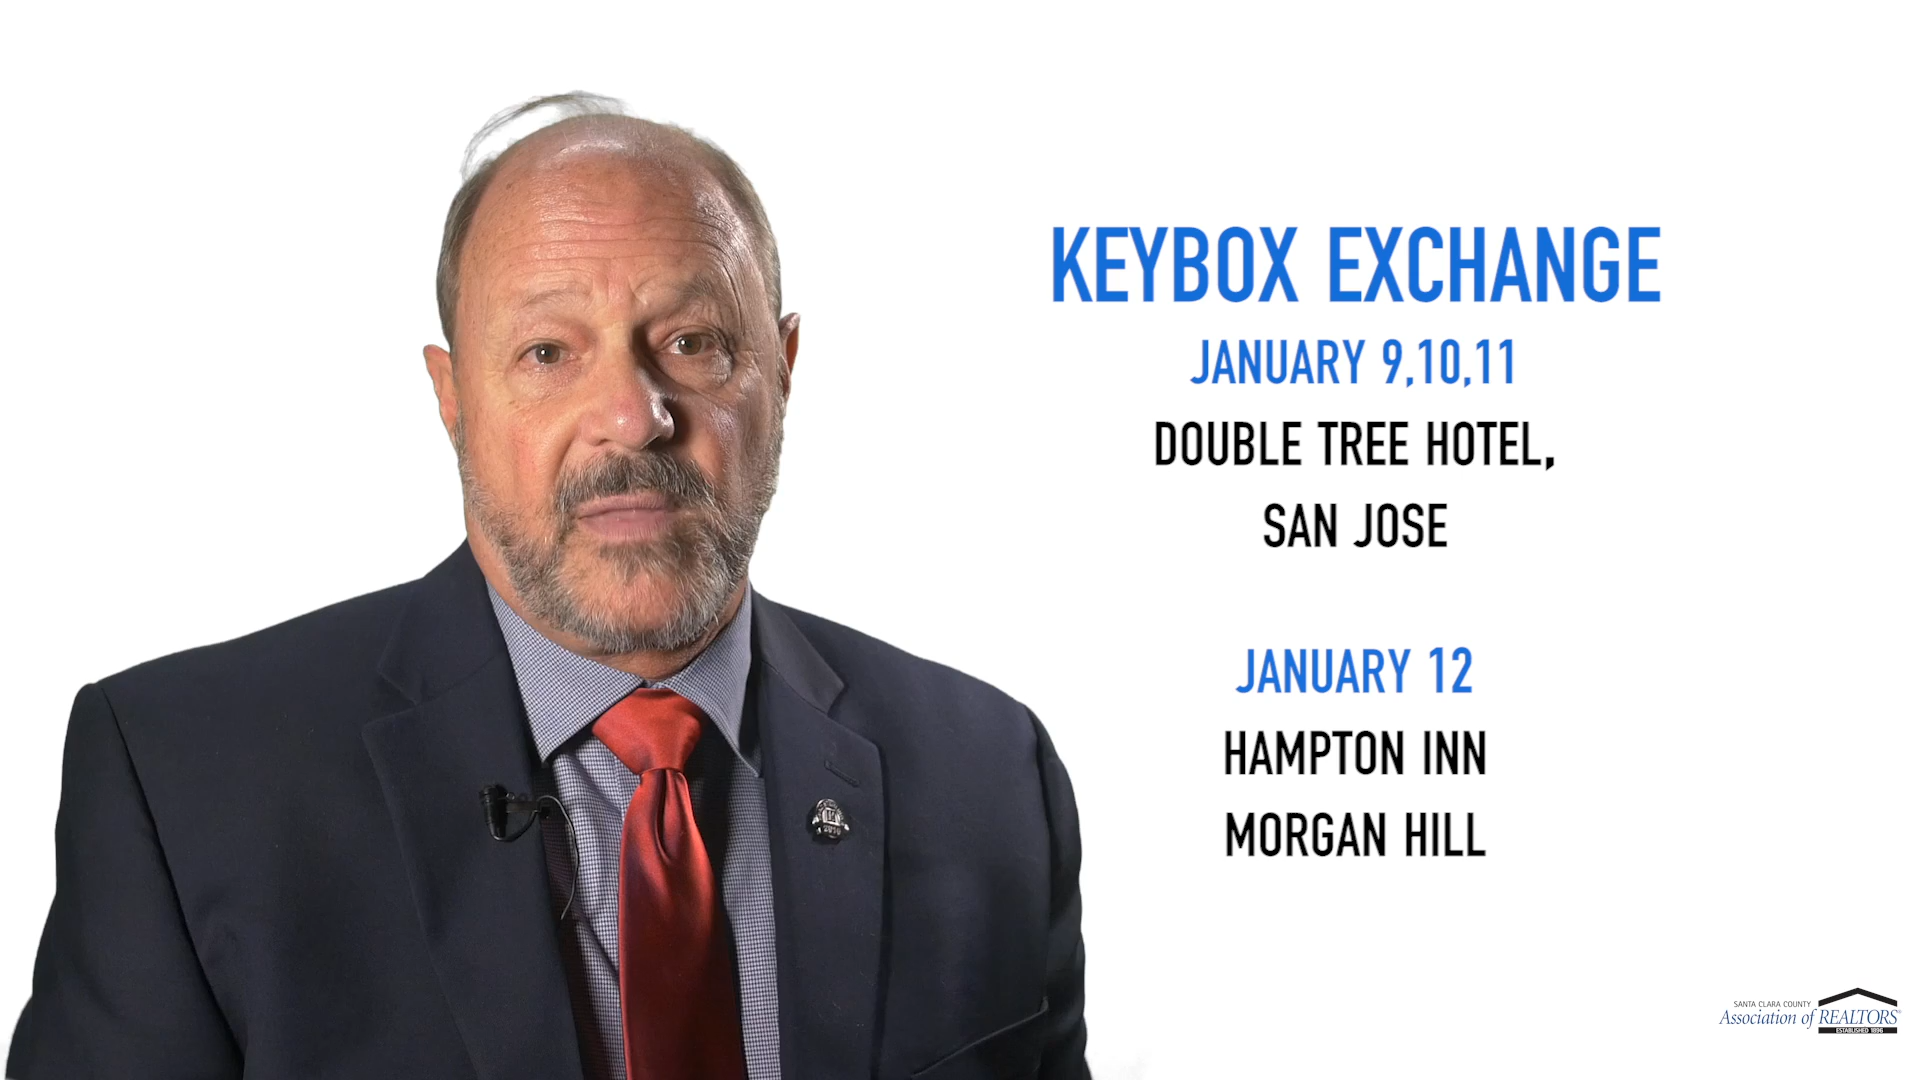 KEYBOX EXCHANGE
JANUARY 9,10,11
DOUBLE TREE HOTEL,
SAN JOSE
JANUARY 12
HAMPTON INN
MORGAN HILL
SANTA CLARA COUNTY
Association of REALTORS®
ESTABLISHED 1896